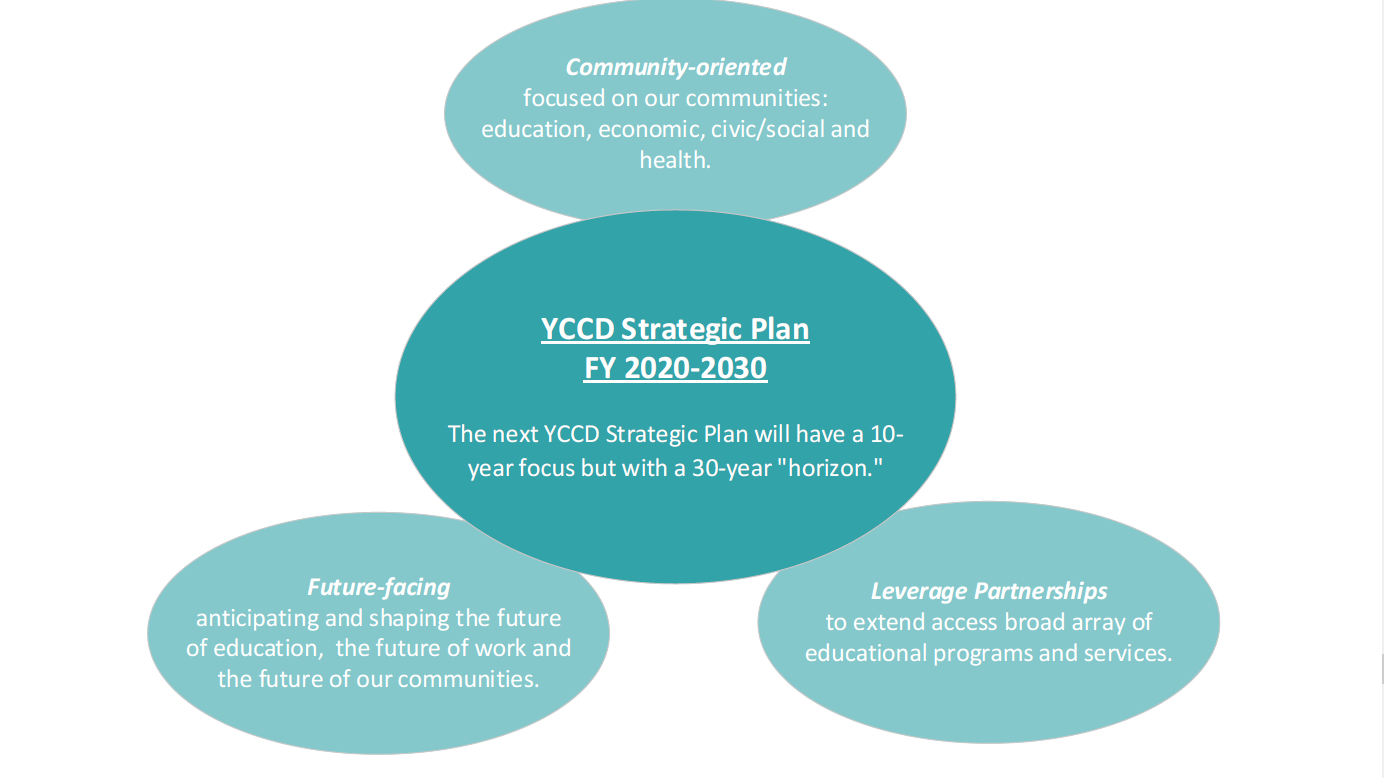 Community-oriented
focused on our communities:
education, economic, civic/social and
health.
YCCD Strategic Plan
FY 2020-2030
The next YCCD Strategic Plan will have a 10-
year focus but with a 30-year "horizon."
Future-facing
anticipating and shaping the future
of education,  the future of work and
the future of our communities.
Leverage Partnerships
to extend access broad array of
educational programs and services.